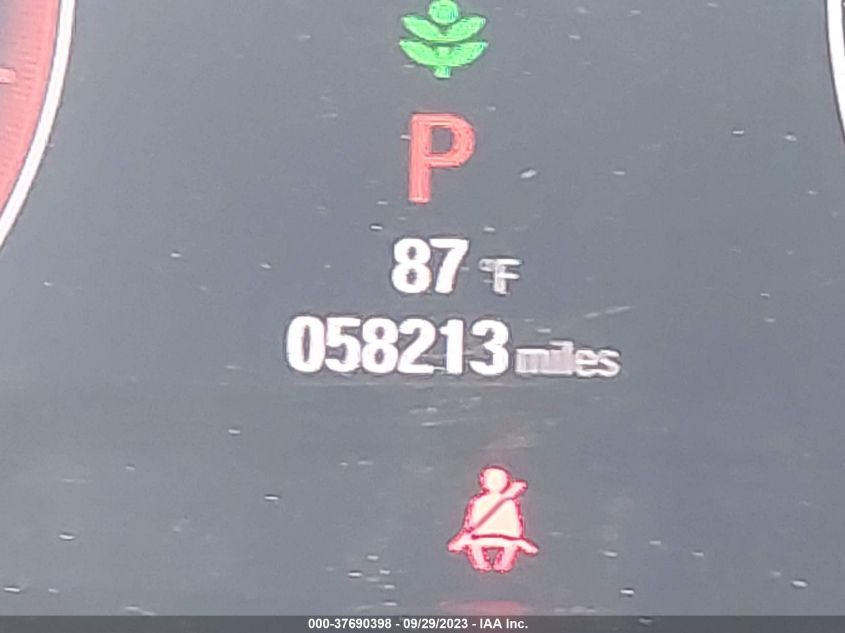 P
87 °F
058213 miles
000-37690398 - 09/29/2023 - IAA Inc.